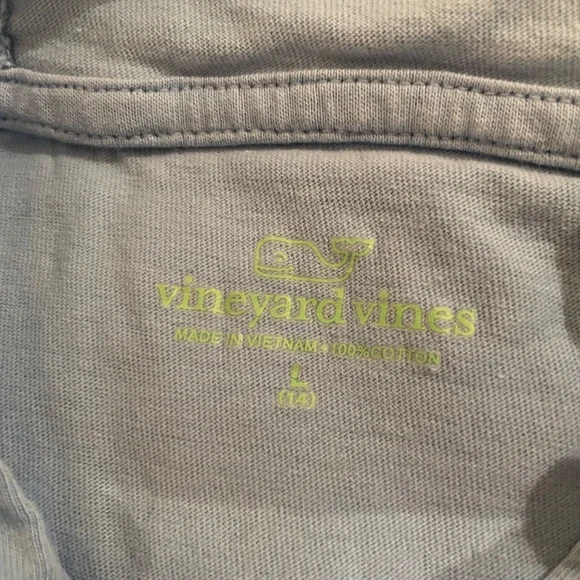 vineyard vines
MADE IN VIETNAM • 100% COTTON
L
(14)